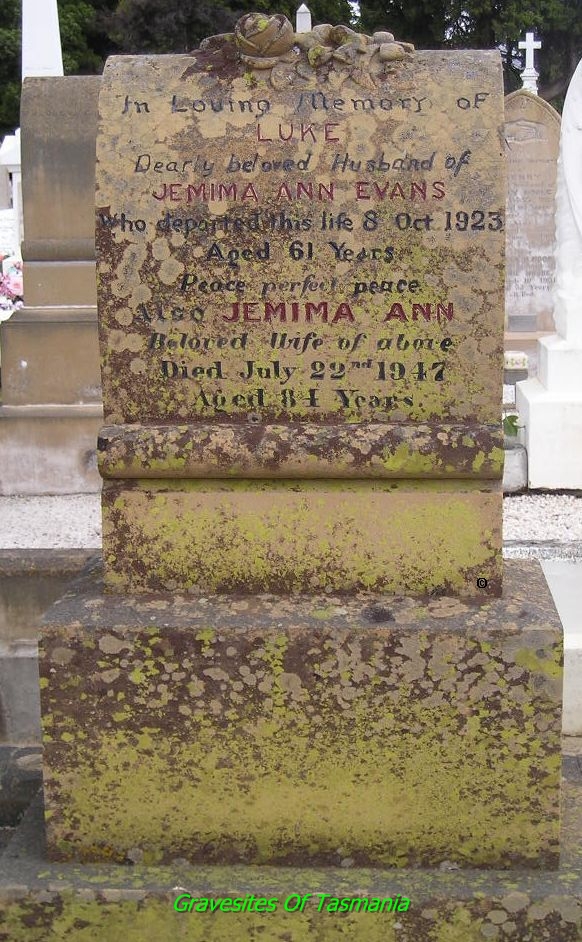 In Loving Memory of
LUKE
Dearly beloved Husband of
JEMIMA ANN EVANS
Who departed this life 8 Oct 1923
Aged 61 Years
Peace perfect peace
Also JEMIMA ANN
Beloved Wife of above
Died July 22nd 1947
Aged 84 Years.
©
Gravesites Of Tasmania